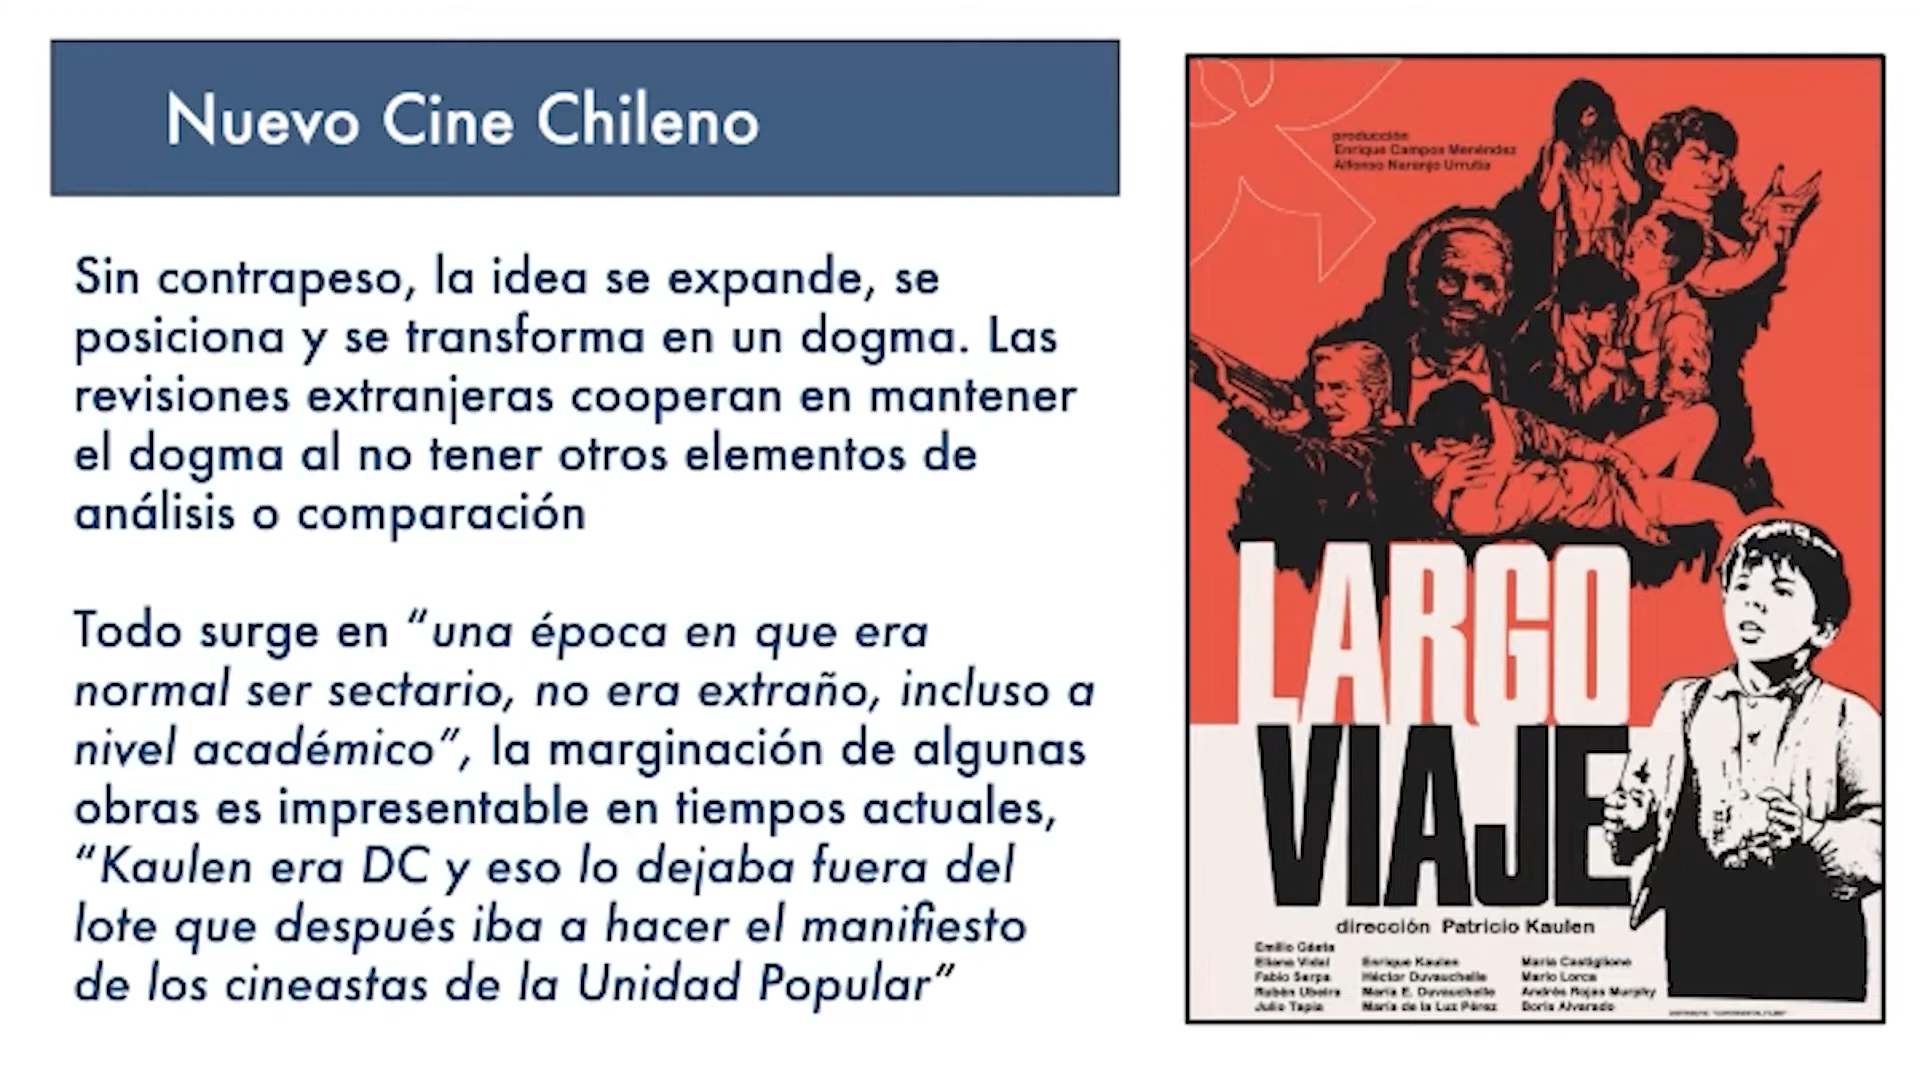 Nuevo Cine Chileno
Sin contrapeso, la idea se expande, se
posiciona y se transforma en un dogma. Las
revisiones extranjeras cooperan en mantener
el dogma al no tener otros elementos de
análisis o comparación
Todo surge en “una época en que era
normal ser sectario, no era extraño, incluso a
nivel académico”, la marginación de algunas
obras es impresentable en tiempos actuales,
“Kaulen era DC y eso lo dejaba fuera del
lote que después iba a hacer el manifiesto
de los cineastas de la Unidad Popular”
producción
Enrique Campos Menéndez
Alfonso Naranjo Urrutia
LARGO
VIAJE
dirección Patricio Kaulen
Emilio Gáete
Eliana Vidal
Fabio Serpa
Rubén Ubeira
Julio Tapia
Enrique Kaulen
Héctor Duvauchelle
María E. Duvauchelle
María de la Luz Pérez
María Castiglione
Mario Lorca
Andrés Rojas Murphy
Boris Alvarado